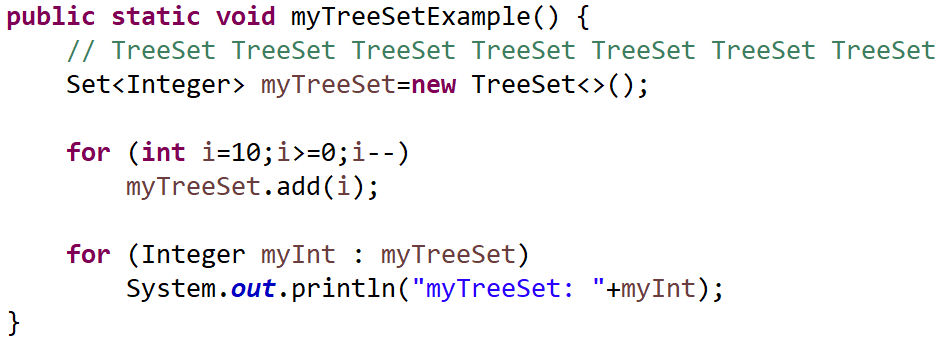 public static void myTreeSetExample() {
    // TreeSet TreeSet TreeSet TreeSet TreeSet TreeSet TreeSet
    Set<Integer> myTreeSet=new TreeSet<>();

    for (int i=10;i>=0;i--)
        myTreeSet.add(i);

    for (Integer myInt : myTreeSet)
        System.out.println("myTreeSet: "+myInt);
}